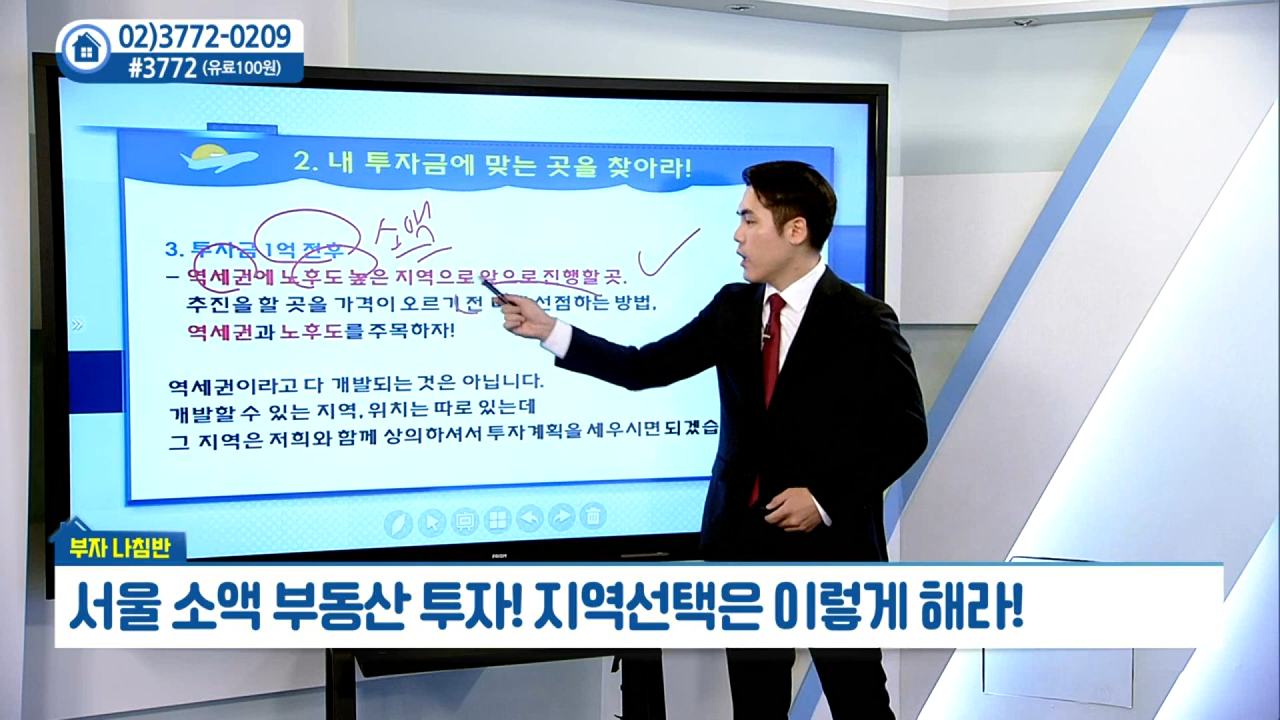 02)3772-0209
#3772 (유료100원)
2. 내 투자금에 맞는 곳을 찾아라!
소액
3. 투자금 1억 전후
- 역세권에 노후도 높은 지역으로 앞으로 진행할 곳.
추진을 할 곳을 가격이 오르기 전 선점하는 방법,
역세권과 노후도를 주목하자!
역세권이라고 다 개발되는 것은 아닙니다.
개발할 수 있는 지역, 위치는 따로 있는데
그 지역은 저희와 함께 상의하셔서 투자계획을 세우시면 되겠습
PRISM
부자 나침반
서울 소액 부동산 투자! 지역선택은 이렇게 해라!